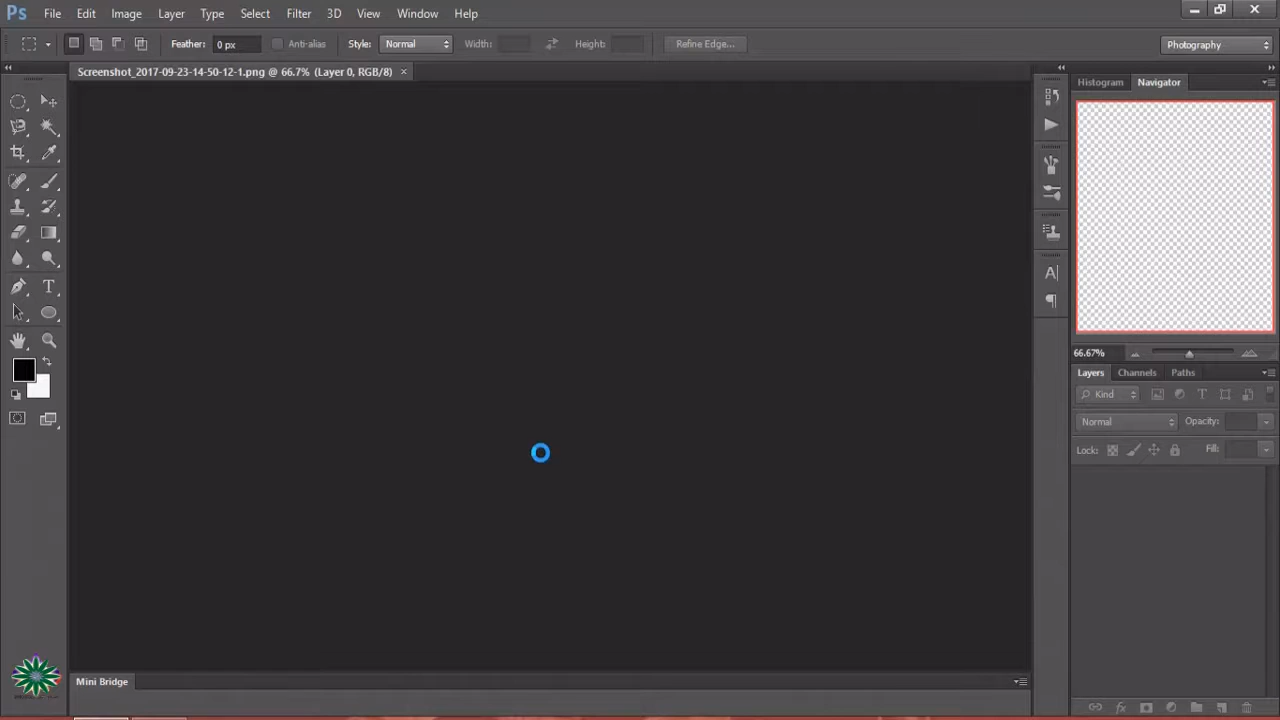 Ps File Edit Image Layer Type Select Filter 3D View Window Help
Feather: 0 px Anti-alias Style: Normal Width: Height: Refine Edge... Photography
Screenshot_2017-09-23-14-50-12-1.png @ 66.7% (Layer 0, RGB/8) ×
Histogram Navigator
66.67%
Layers Channels Paths
Kind
Normal Opacity:
Lock: Fill:
Mini Bridge